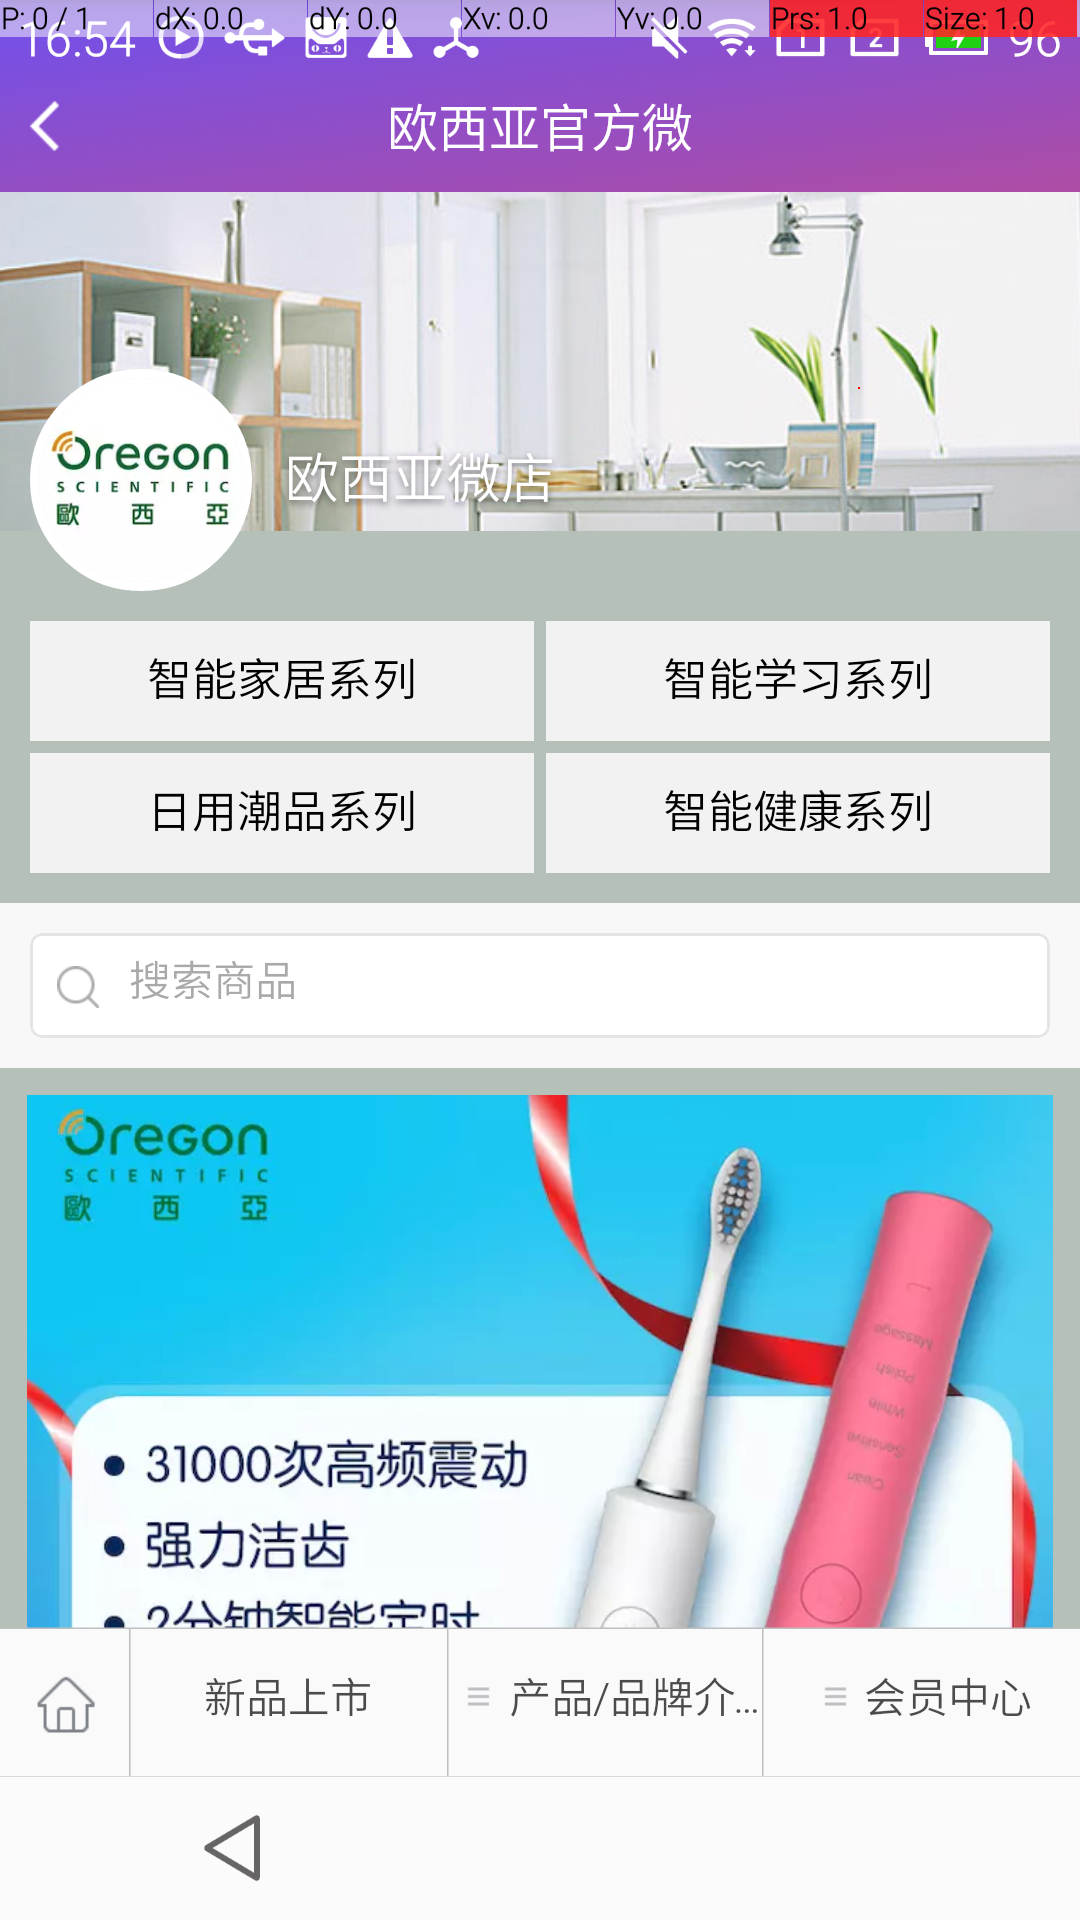 P: 0 / 1 dX: 0.0 dY: 0.0 Xv: 0.0 Yv: 0.0 Prs: 1.0 Size: 1.0
16:54 1 2 96
欧西亚官方微
Oregon
SCIENTIFIC
歐西亞
欧西亚微店
智能家居系列 智能学习系列
日用潮品系列 智能健康系列
搜索商品
Oregon
SCIENTIFIC
歐西亞
Massage
Polish
White
Sensitive
Clean
• 31000次高频震动
• 强力洁齿
• 2分钟智能定时
新品上市 产品/品牌介... 会员中心